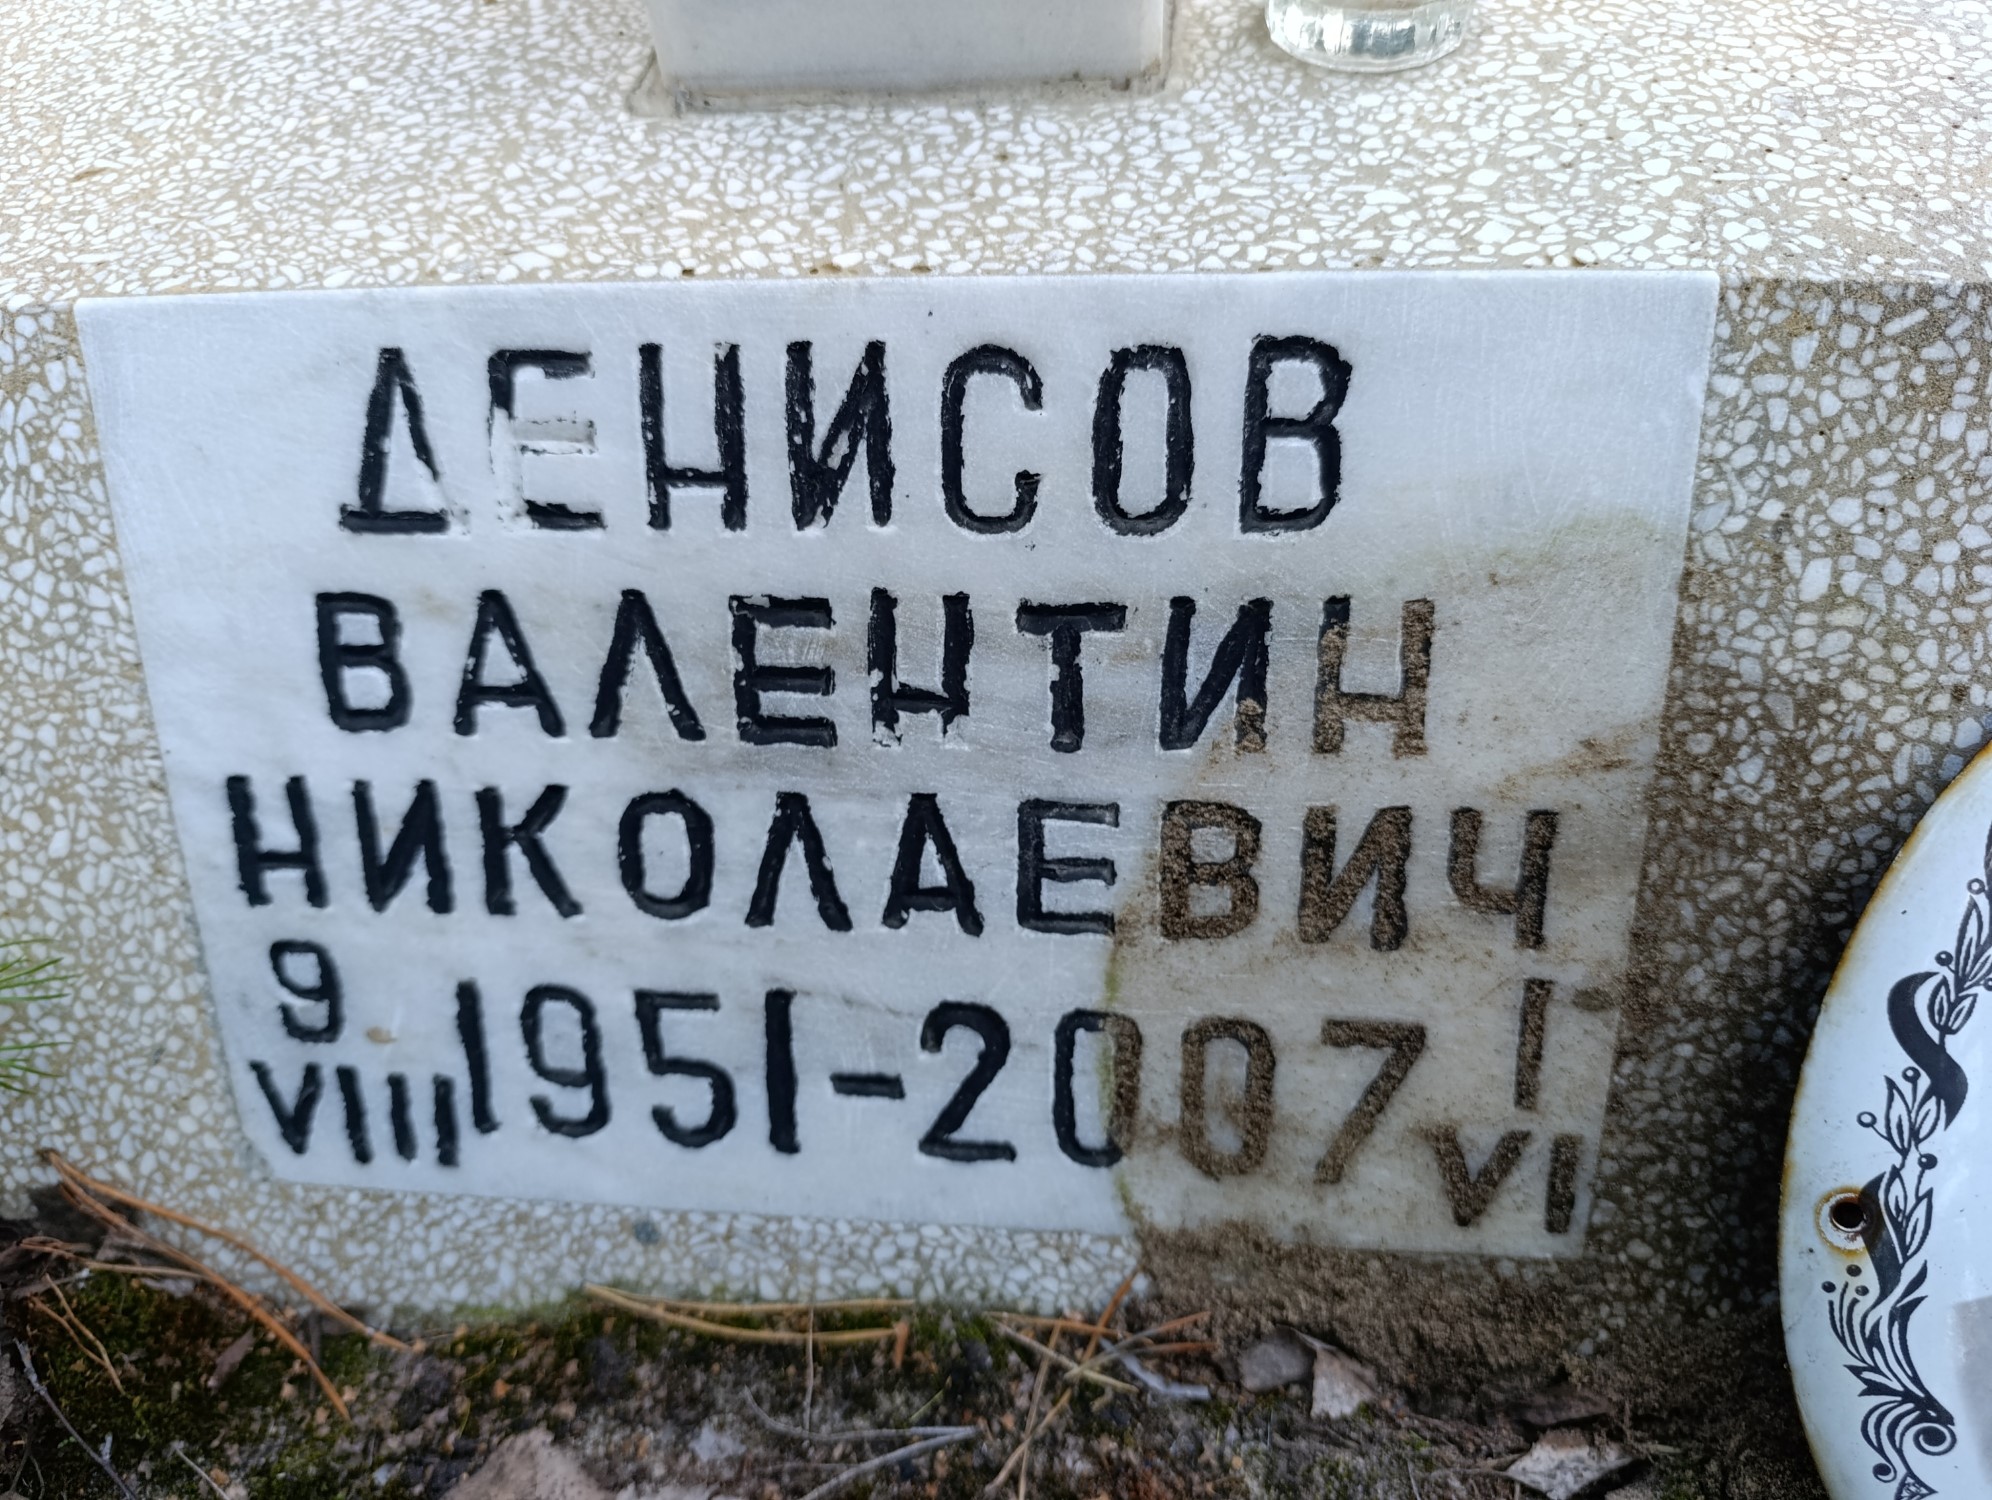 ДЕНИСОВ
ВАЛЕНТИН
НИКОЛАЕВИЧ
9 VIII 1951-2007 1 VI